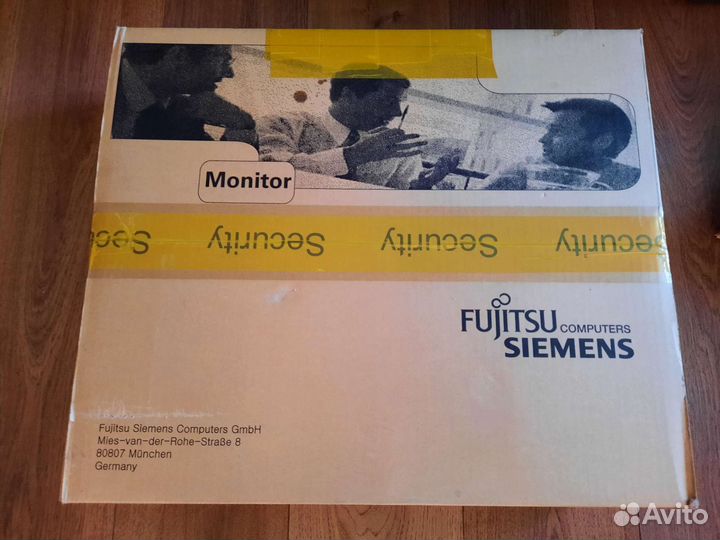 Monitor
Security Security Security Sec
FUJITSU COMPUTERS
SIEMENS
Fujitsu Siemens Computers GmbH
Mies-van-der-Rohe-Straße 8
80807 München
Germany
Avito